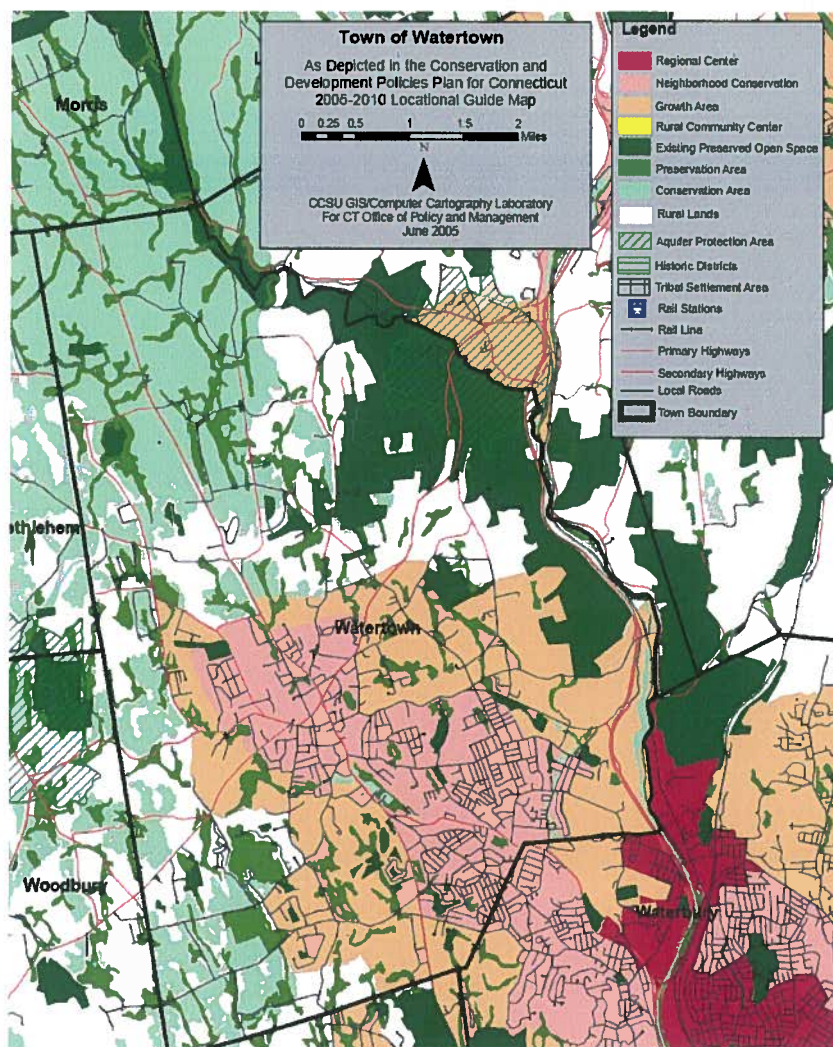 Town of Watertown
As Depicted in the Conservation and
Development Policies Plan for Connecticut
2005-2010 Locational Guide Map
0 0.25 0.5 1 1.5 2
Miles
N
CCSU GIS/Computer Cartography Laboratory
For CT Office of Policy and Management
June 2005
Legend
Regional Center
Neighborhood Conservation
Growth Area
Rural Community Center
Existing Preserved Open Space
Preservation Area
Conservation Area
Rural Lands
Aquifer Protection Area
Historic Districts
Tribal Settlement Area
Rail Stations
Rail Line
Primary Highways
Secondary Highways
Local Roads
Town Boundary
Morris
L
ethlehem
Watertown
Woodbury
Waterbury